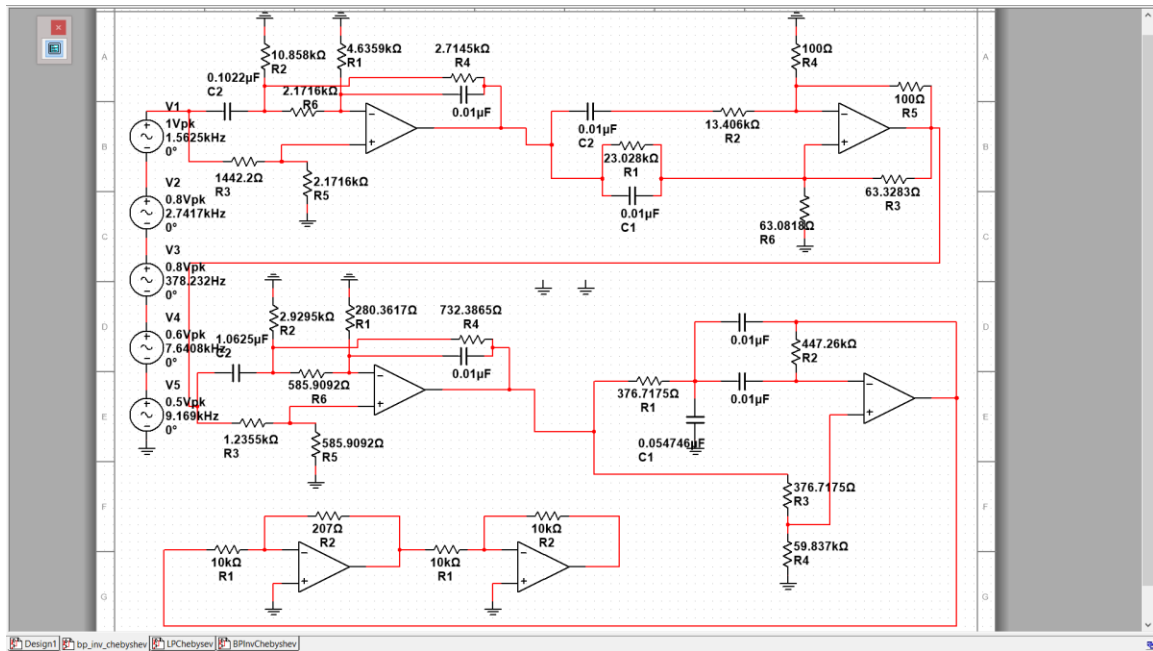 A
A
10.858kΩ
R2
4.6359kΩ
R1
2.7145kΩ
R4
100Ω
R4
0.1022µF
C2
2.1716kΩ
R6
0.01µF
100Ω
R5
V1
1Vpk
1.5625kHz
0°
B
B
0.01µF
C2
13.406kΩ
R2
23.028kΩ
R1
0.01µF
C1
1442.2Ω
R3
2.1716kΩ
R5
63.3283Ω
R3
63.0818Ω
R6
V2
0.8Vpk
2.7417kHz
0°
C
C
V3
0.8Vpk
378.232Hz
0°
D
D
2.9295kΩ
R2
280.3617Ω
R1
732.3865Ω
R4
0.01µF
447.26kΩ
R2
V4
0.6Vpk
7.6408kHz
0°
1.0625µF
C2
585.9092Ω
R6
0.01µF
376.7175Ω
R1
0.01µF
E
E
V5
0.5Vpk
9.169kHz
0°
1.2355kΩ
R3
585.9092Ω
R5
0.054746µF
C1
F
F
376.7175Ω
R3
59.837kΩ
R4
207Ω
R2
10kΩ
R2
10kΩ
R1
10kΩ
R1
G
G
Design1
bp_inv_chebyshev
LPChebysev
BPInvChebyshev